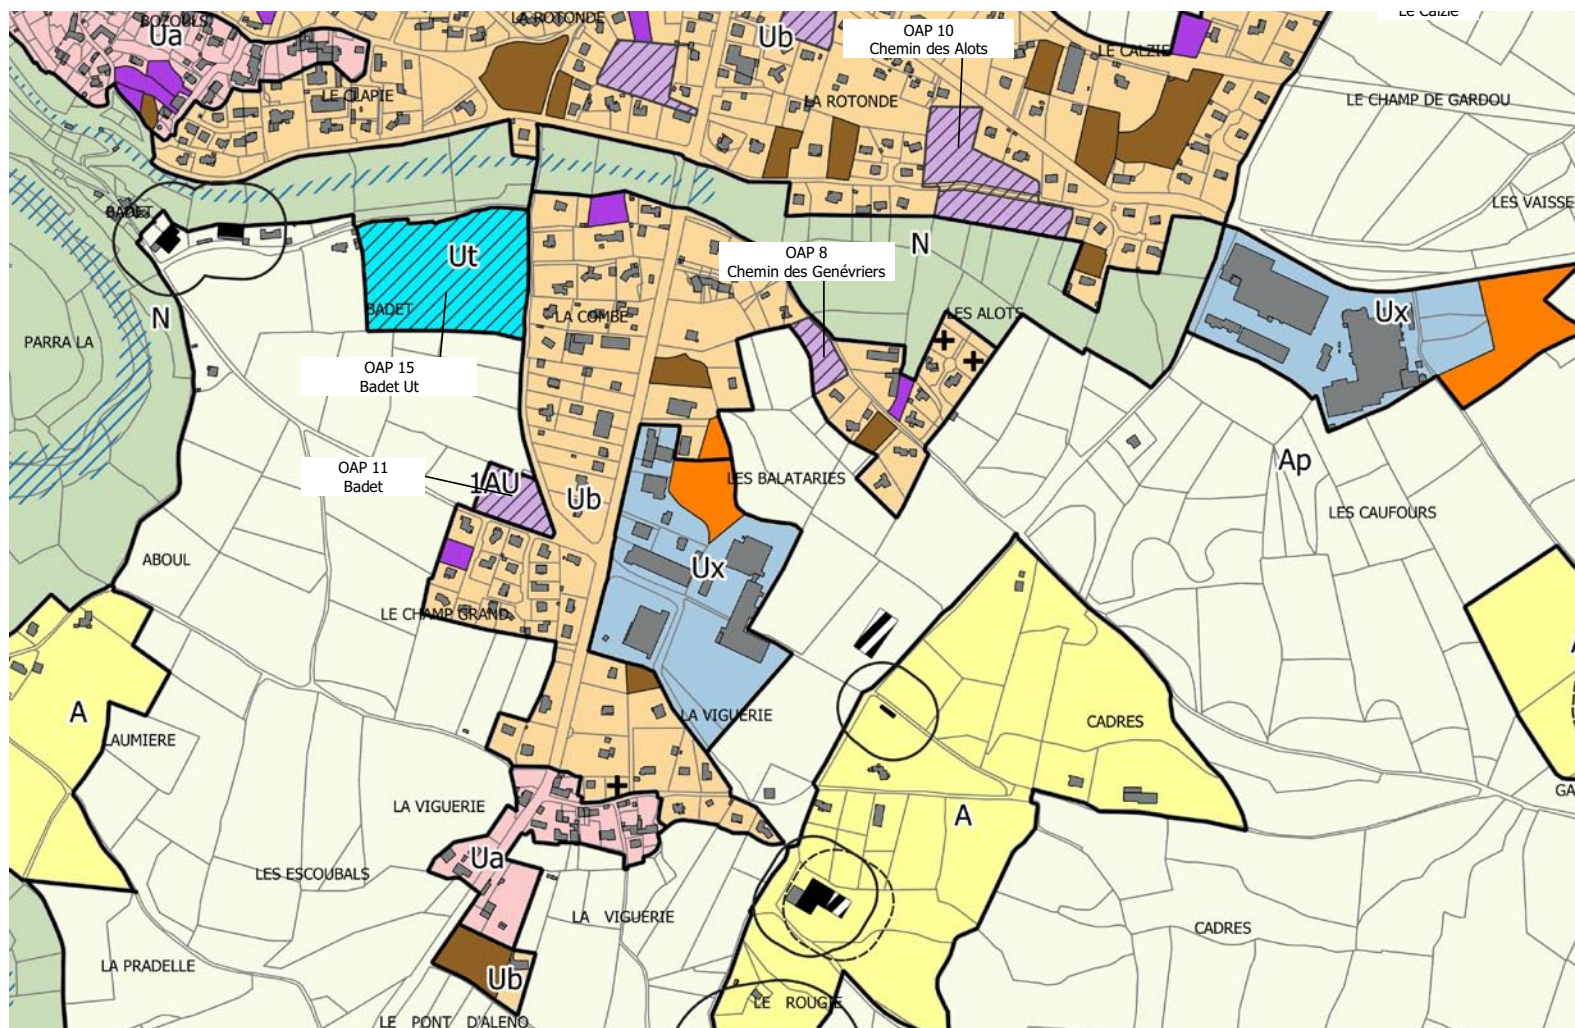 BOZOULS
Ua
LA ROTONDE
Ub
OAP 10
Chemin des Alots
Le Calzie
LE CALZIE
LE CLAPIE
LA ROTONDE
LE CHAMP DE GARDOU
LES VAISSE
BADET
N
Ut
OAP 8
Chemin des Genévriers
N
BADET
LA COMBE
LES ALOTS
Ux
PARRA LA
OAP 15
Badet Ut
OAP 11
Badet
1AU
Ub
LES BALATARIES
Ap
LES CAUFOURS
ABOUL
Ux
LE CHAMP GRAND
A
AUMIERE
LA VIGUERIE
CADRES
LA VIGUERIE
GA
A
Ua
LES ESCOUBALS
LA VIGUERIE
CADRES
LA PRADELLE
Ub
LE ROUGIE
LE PONT D'ALENO